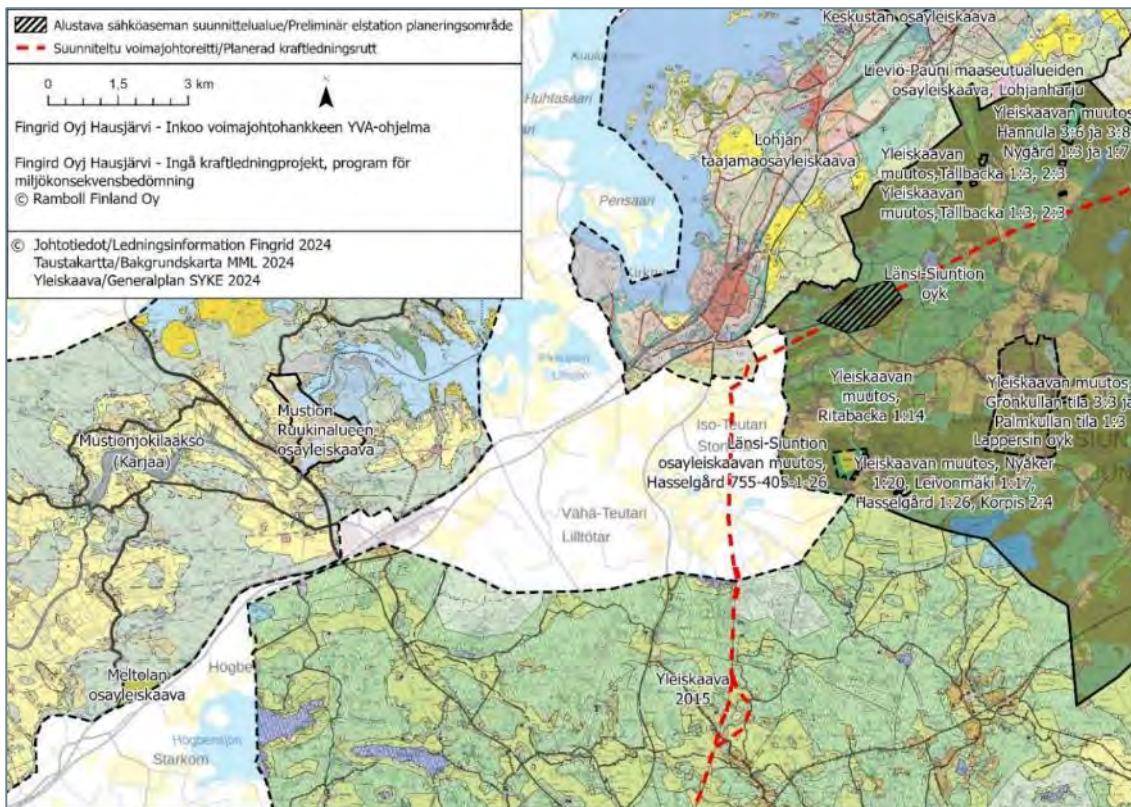 Alustava sähköaseman suunnittelualue/Preliminär elstation planeringsområde
Suunniteltu voimajohtoreitti/Planerad kraftledningsrutt
0 1,5 3 km
N
Fingrid Oyj Hausjärvi - Inkoo voimajohtohankkeen YVA-ohjelma
Fingird Oyj Hausjärvi - Ingå kraftledningprojekt, program för
miljökonsekvensbedömning
© Ramboll Finland Oy
© Johtotiedot/Ledningsinformation Fingrid 2024
Taustakartta/Bakgrundskarta MML 2024
Yleiskaava/Generalplan SYKE 2024
Keskustan osayleiskaava
Lieviö-Pauni maaseutualueiden
osayleiskaava, Lohjanharju
Huhtasaari
Yleiskaavan muutos,
Hannula 3:6 ja 3:8
Nygård 1:3 ja 1:7
Lohjan
taajamaosayleiskaava
Yleiskaavan
muutos,Tallbacka 1:3, 2:3
Yleiskaavan
muutos,Tallbacka 1:3, 2:3
Pensaari
Länsi-Siuntion
oyk
Yleiskaavan
muutos,
Ritabacka 1:14
Yleiskaavan muutos,
Gronkullan tila 3:3 ja
Palmkullan tila 1:3
Lappersin oyk
Mustion
Ruukinalueen
osayleiskaava
Mustionjokilaakso
(Karjaa)
Iso-Teutari
Länsi-Siuntion
osayleiskaavan muutos,
Hasselgård 755-405-1:26
Yleiskaavan muutos, Nyåker
1:20, Leivonmäki 1:17,
Hasselgård 1:26, Korpis 2:4
Vähä-Teutari
Lilltötar
Meltolan
osayleiskaava
Yleiskaava
2015
Högbensjön
Starkom